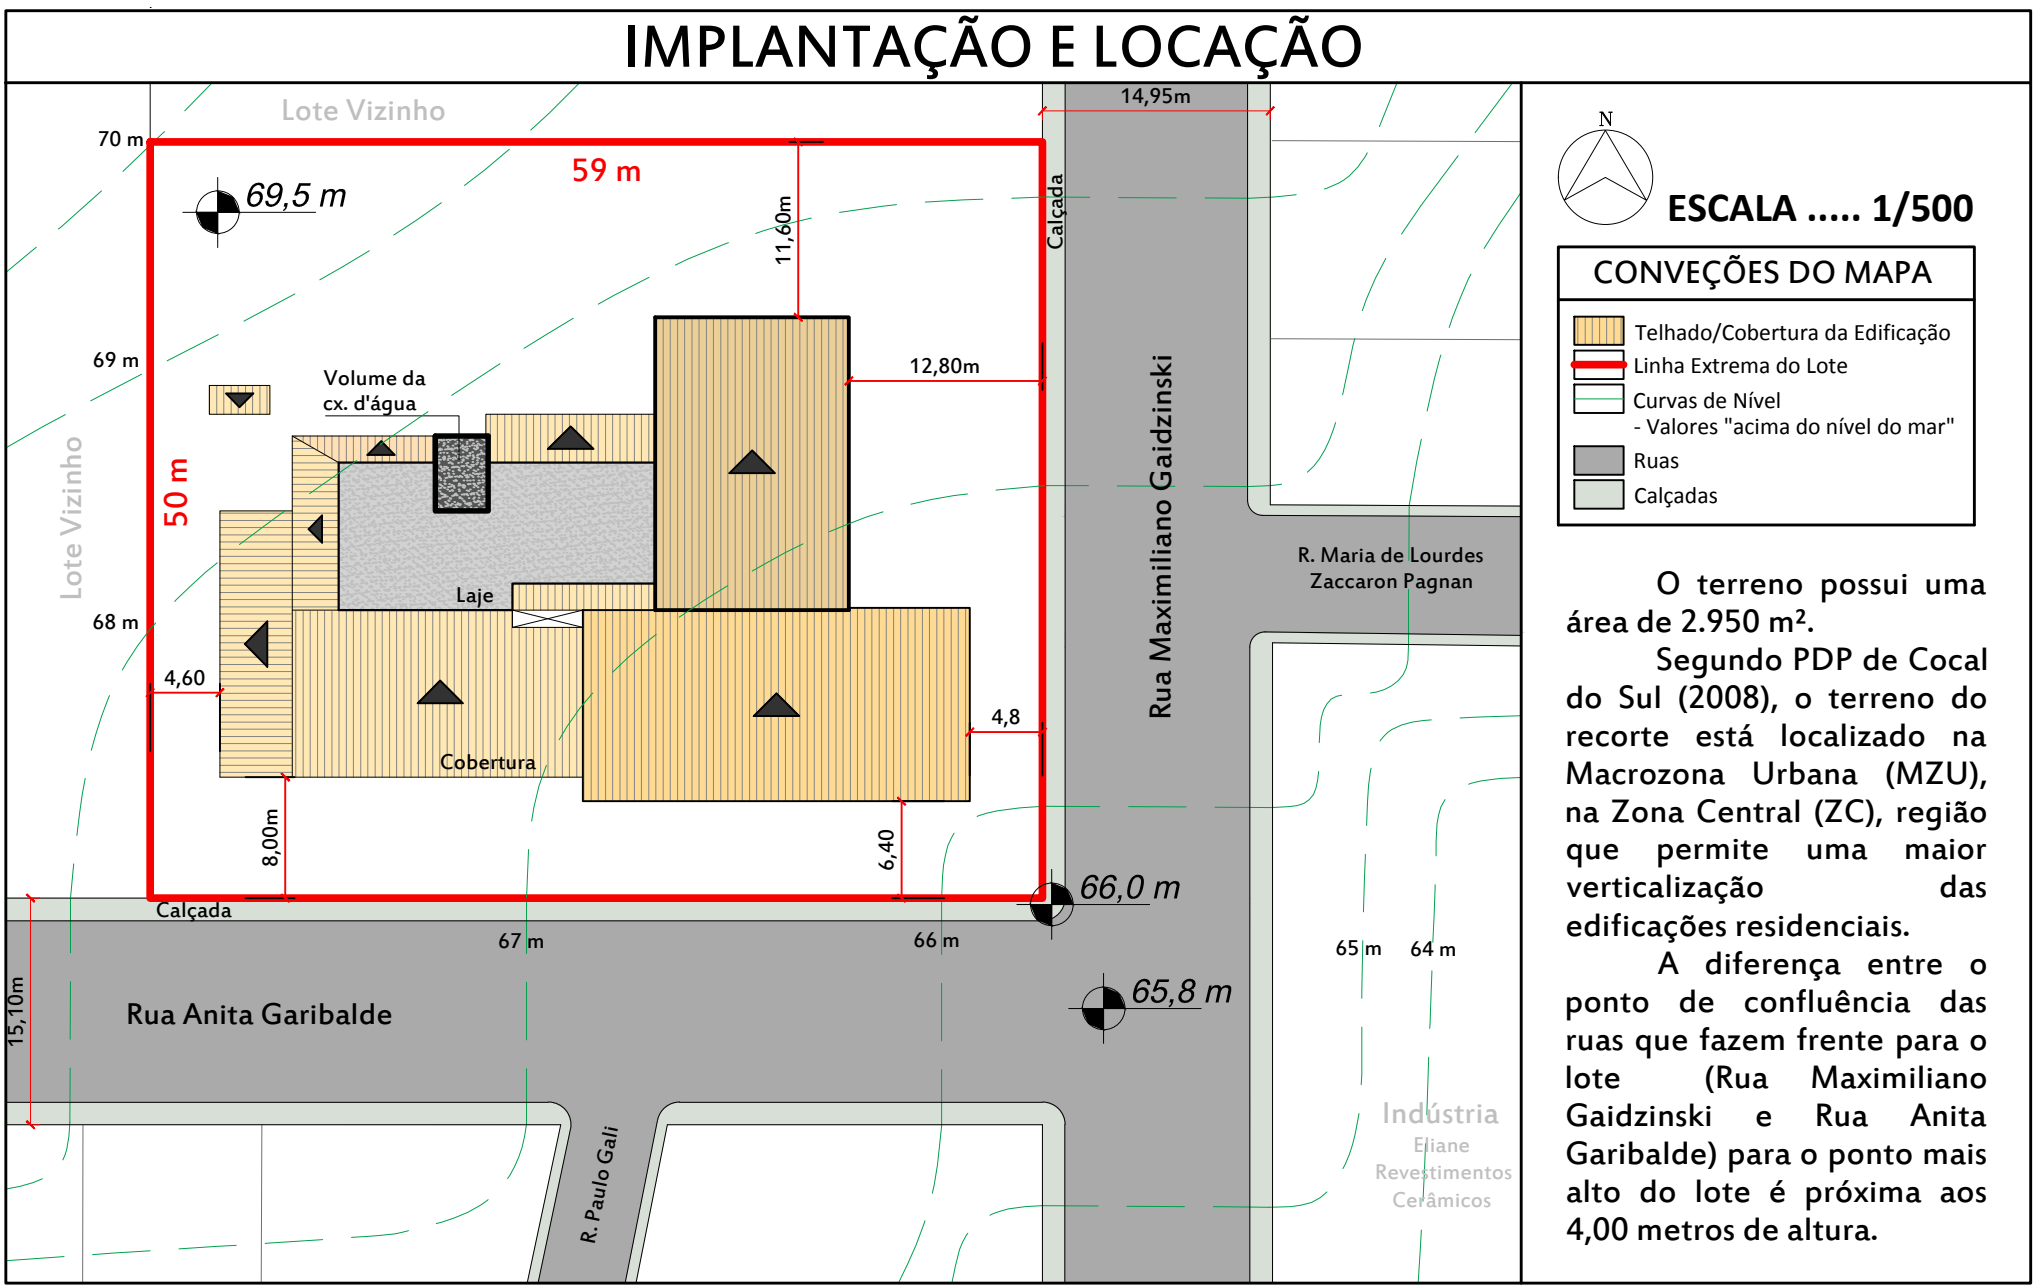 IMPLANTAÇÃO E LOCAÇÃO
Lote Vizinho
14,95m
70 m
59 m
69,5 m
11,60m
Calçada
N
ESCALA ..... 1/500
CONVEÇÕES DO MAPA
Telhado/Cobertura da Edificação
Linha Extrema do Lote
Curvas de Nível
- Valores "acima do nível do mar"
Ruas
Calçadas
69 m
Volume da
cx. d'água
12,80m
Rua Maximiliano Gaidzinski
Lote Vizinho
50 m
R. Maria de Lourdes
Zaccaron Pagnan
Laje
68 m
4,60
4,8
Cobertura
8,00m
6,40
66,0 m
Calçada
67 m
66 m
65 m
64 m
65,8 m
15,10m
Rua Anita Garibalde
R. Paulo Gali
Indústria
Eliane
Revestimentos
Cerâmicos
O terreno possui uma
área de 2.950 m².
Segundo PDP de Cocal
do Sul (2008), o terreno do
recorte está localizado na
Macrozona Urbana (MZU),
na Zona Central (ZC), região
que permite uma maior
verticalização das
edificações residenciais.
A diferença entre o
ponto de confluência das
ruas que fazem frente para o
lote (Rua Maximiliano
Gaidzinski e Rua Anita
Garibalde) para o ponto mais
alto do lote é próxima aos
4,00 metros de altura.